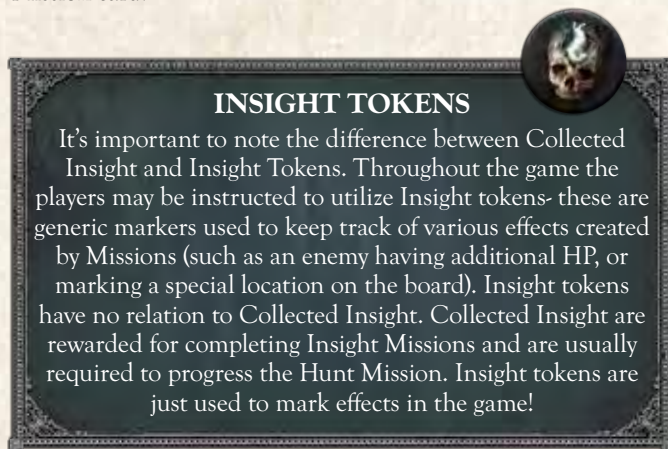 INSIGHT TOKENS
It's important to note the difference between Collected
Insight and Insight Tokens. Throughout the game the
players may be instructed to utilize Insight tokens- these are
generic markers used to keep track of various effects created
by Missions (such as an enemy having additional HP, or
marking a special location on the board). Insight tokens
have no relation to Collected Insight. Collected Insight are
rewarded for completing Insight Missions and are usually
required to progress the Hunt Mission. Insight tokens are
just used to mark effects in the game!